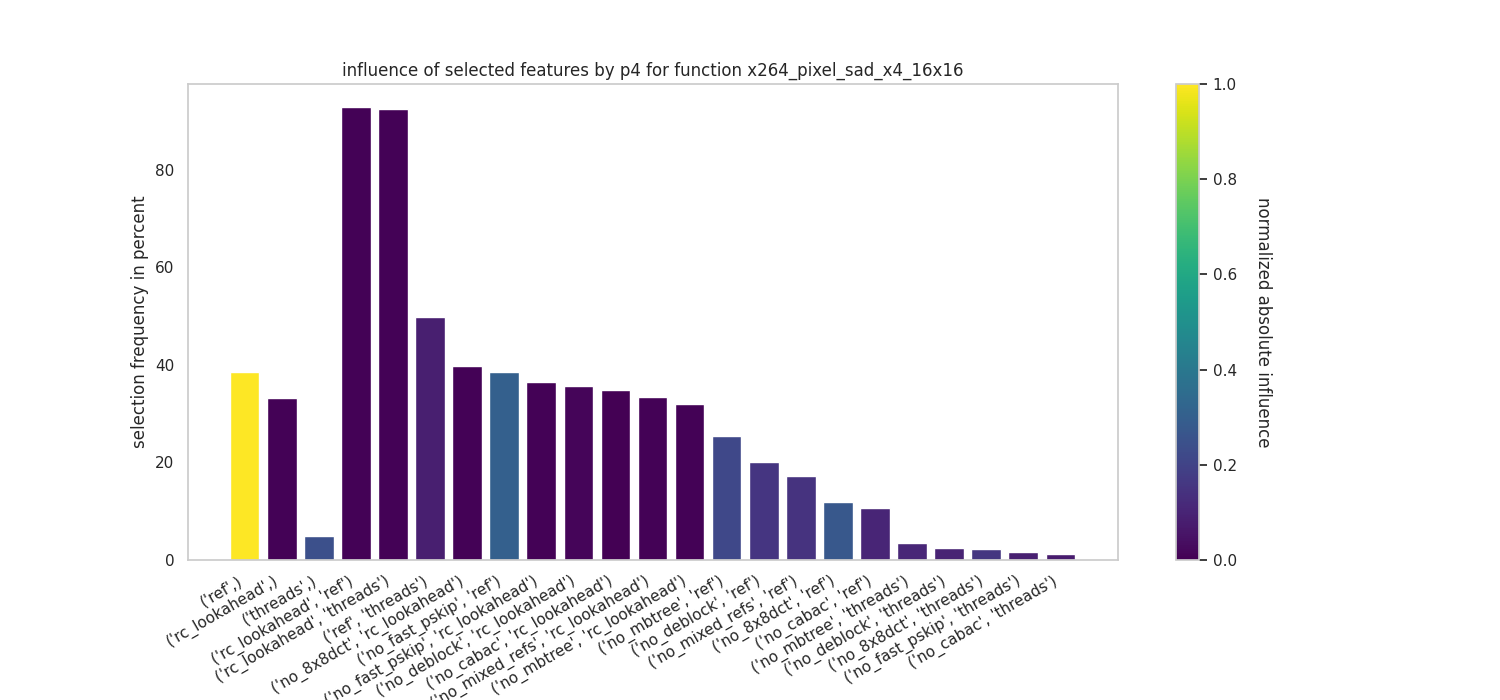 influence of selected features by p4 for function x264_pixel_sad_x4_16x16
selection frequency in percent
80
60
40
20
0
('ref',)
('rc_lookahead',)
('threads',)
('rc_lookahead', 'ref')
('rc_lookahead', 'threads')
('ref', 'threads')
('no_8x8dct', 'rc_lookahead')
('no_fast_pskip', 'ref')
('no_fast_pskip', 'rc_lookahead')
('no_deblock', 'rc_lookahead')
('no_cabac', 'rc_lookahead')
('no_mixed_refs', 'rc_lookahead')
('no_mbtree', 'rc_lookahead')
('no_mbtree', 'ref')
('no_deblock', 'ref')
('no_mixed_refs', 'ref')
('no_8x8dct', 'ref')
('no_cabac', 'ref')
('no_mbtree', 'threads')
('no_deblock', 'threads')
('no_8x8dct', 'threads')
('no_fast_pskip', 'threads')
('no_cabac', 'threads')
1.0
0.8
0.6
0.4
0.2
0.0
normalized absolute influence